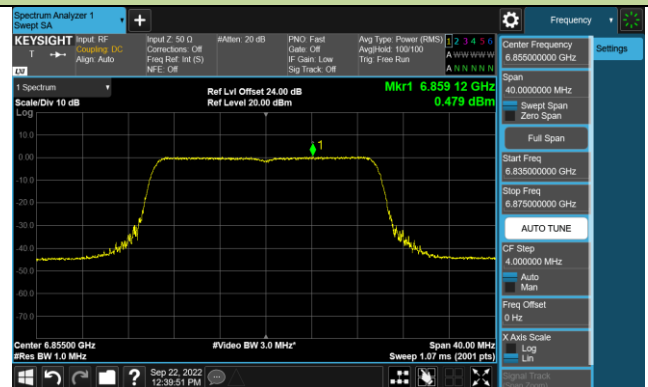 Spectrum Analyzer 1
Swept SA
+
Frequency
KEYSIGHT
Input: RF
Coupling: DC
Align: Auto
Input Z: 50 Ω
Corrections: Off
Freq Ref: Int (S)
NFE: Off
#Atten: 20 dB
PNO: Fast
Gate: Off
IF Gain: Low
Sig Track: Off
Avg Type: Power (RMS)
Avg|Hold: 100/100
Trig: Free Run
1 2 3 4 5 6
A W W W W W
A N N N N N
T
LXI
1 Spectrum
Scale/Div 10 dB
Log
Ref Lvl Offset 24.00 dB
Ref Level 20.00 dBm
Mkr1 6.859 12 GHz
0.479 dBm
10.0
0.00
-10.0
-20.0
-30.0
-40.0
-50.0
-60.0
-70.0
1
Center 6.85500 GHz
#Res BW 1.0 MHz
#Video BW 3.0 MHz*
Span 40.00 MHz
Sweep 1.07 ms (2001 pts)
Sep 22, 2022
12:39:51 PM
Center Frequency
6.855000000 GHz
Settings
Span
40.0000000 MHz
Swept Span
Zero Span
Full Span
Start Freq
6.835000000 GHz
Stop Freq
6.875000000 GHz
AUTO TUNE
CF Step
4.000000 MHz
Auto
Man
Freq Offset
0 Hz
X Axis Scale
Log
Lin
Signal Track
(Span Zoom)